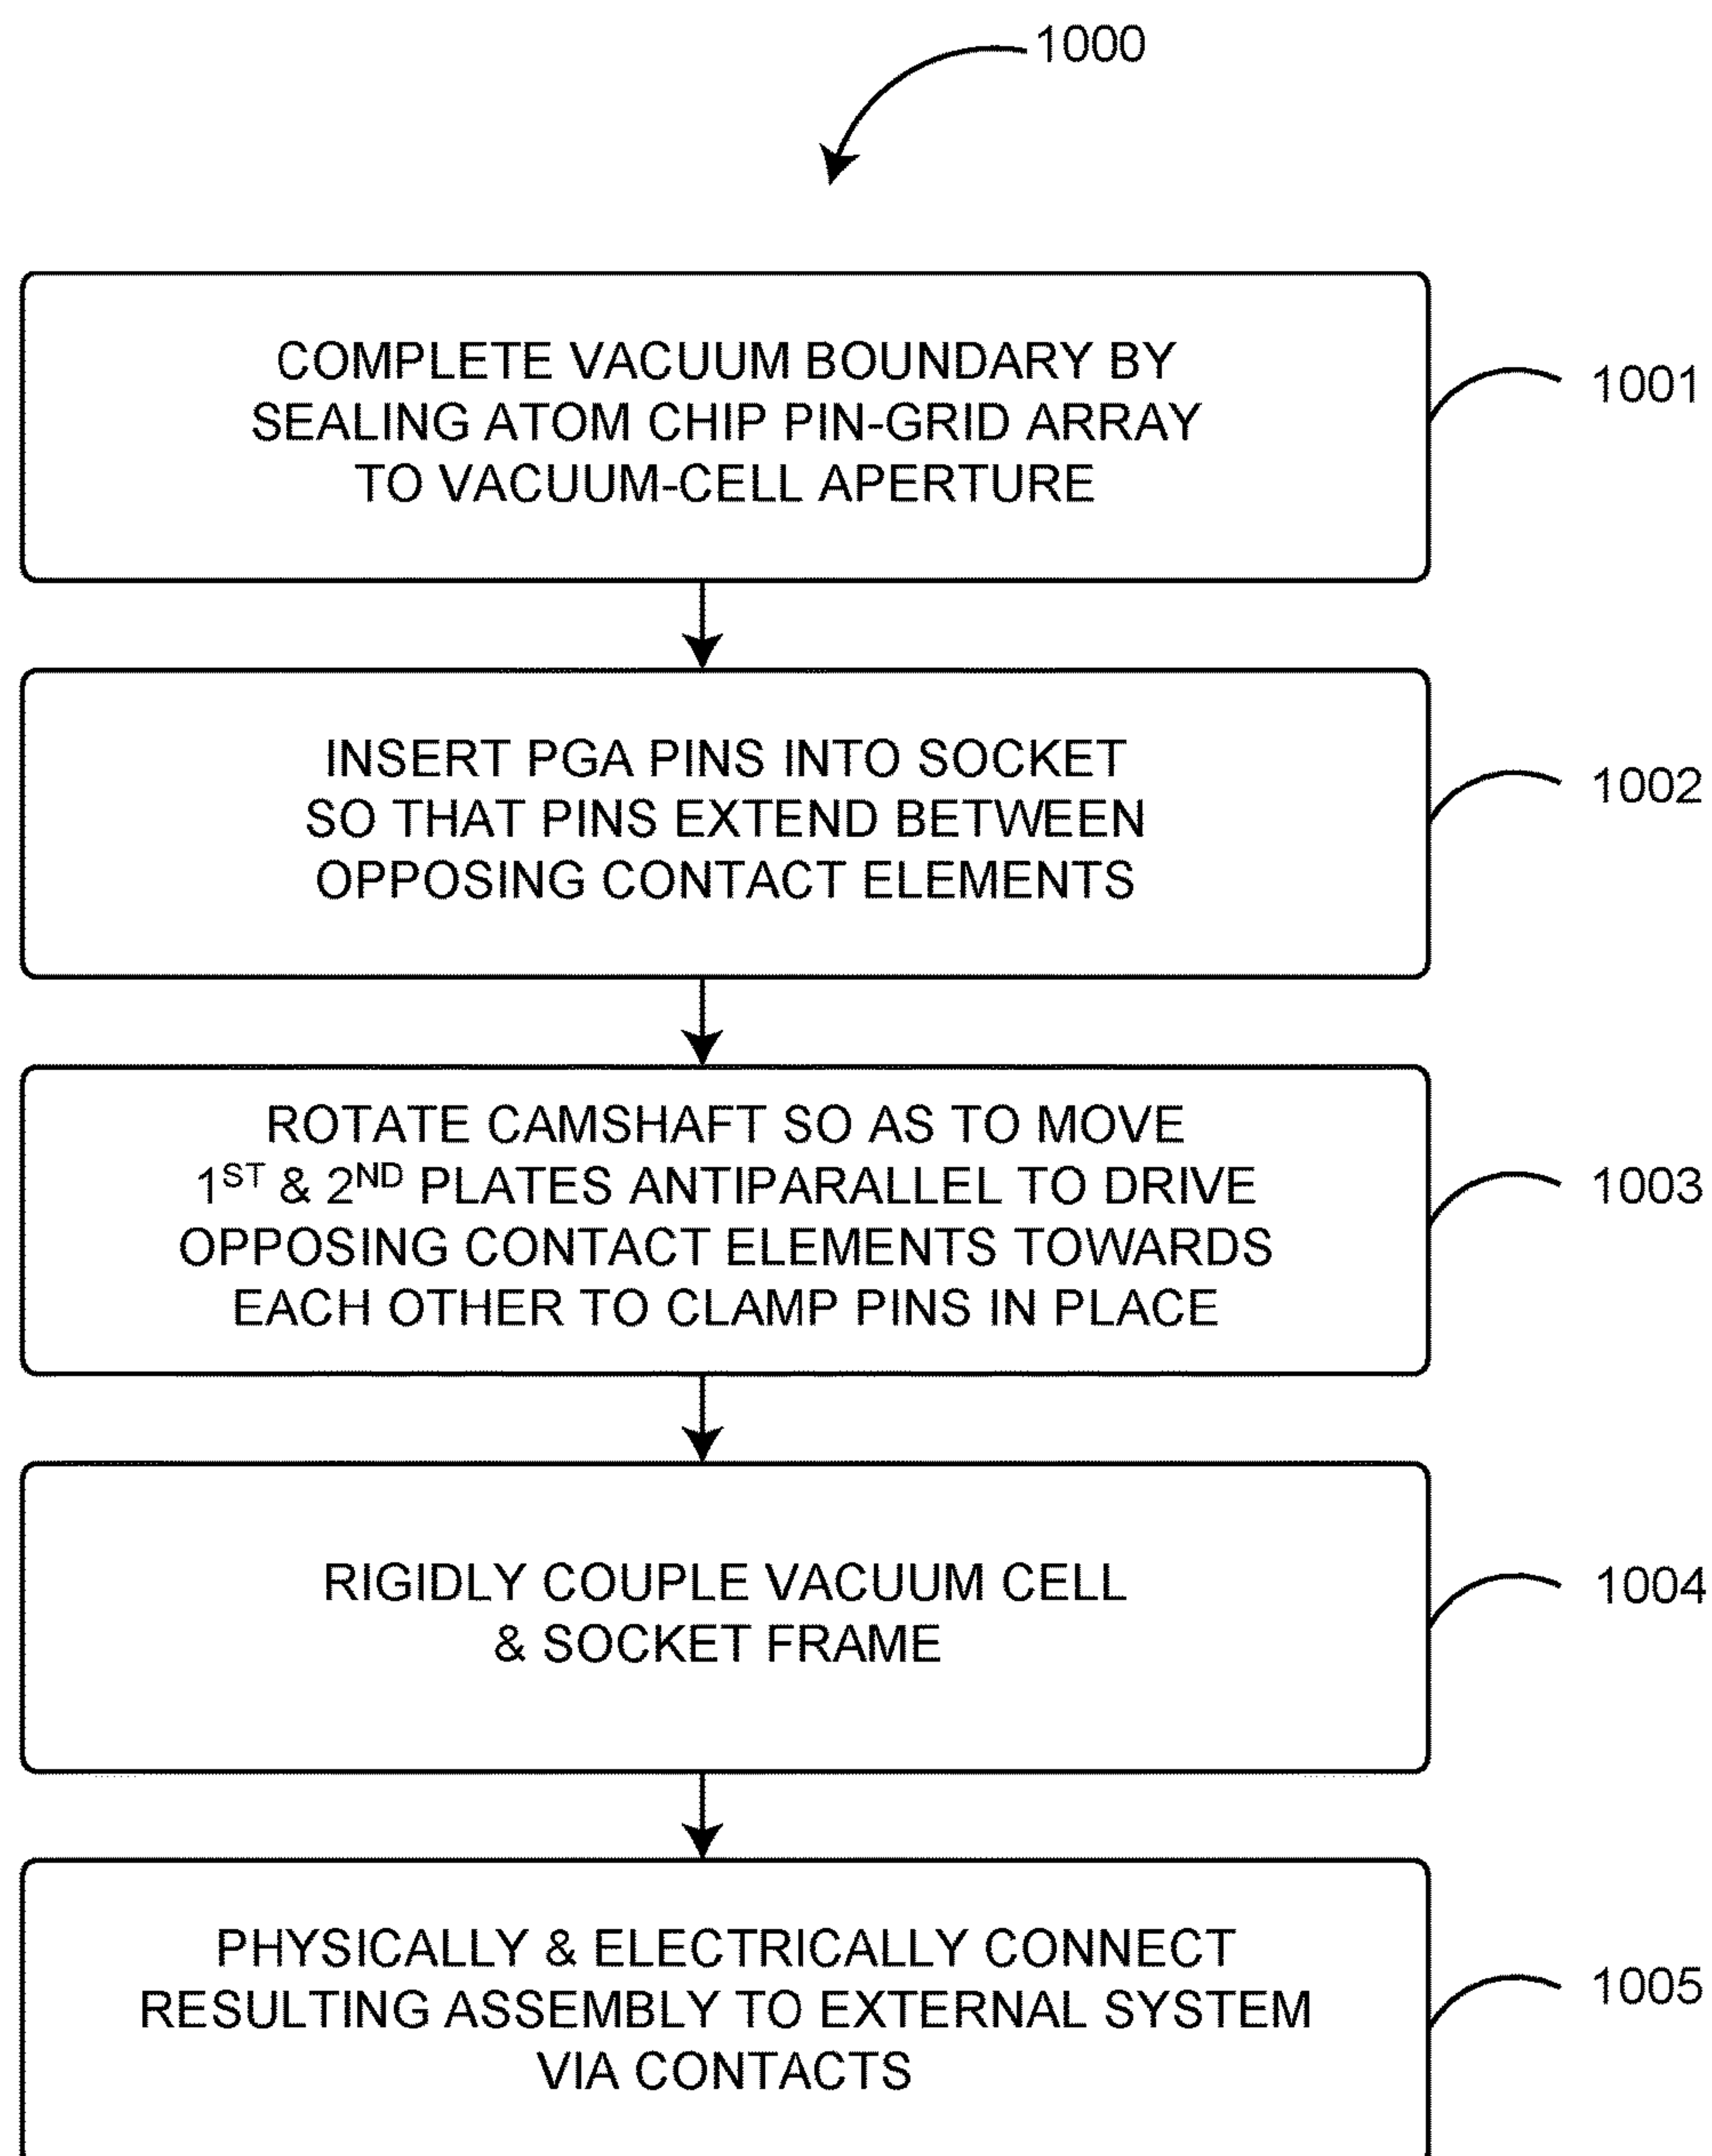 1000
COMPLETE VACUUM BOUNDARY BY
SEALING ATOM CHIP PIN-GRID ARRAY
TO VACUUM-CELL APERTURE
1001
INSERT PGA PINS INTO SOCKET
SO THAT PINS EXTEND BETWEEN
OPPOSING CONTACT ELEMENTS
1002
ROTATE CAMSHAFT SO AS TO MOVE
1ST & 2ND PLATES ANTIPARALLEL TO DRIVE
OPPOSING CONTACT ELEMENTS TOWARDS
EACH OTHER TO CLAMP PINS IN PLACE
1003
RIGIDLY COUPLE VACUUM CELL
& SOCKET FRAME
1004
PHYSICALLY & ELECTRICALLY CONNECT
RESULTING ASSEMBLY TO EXTERNAL SYSTEM
VIA CONTACTS
1005